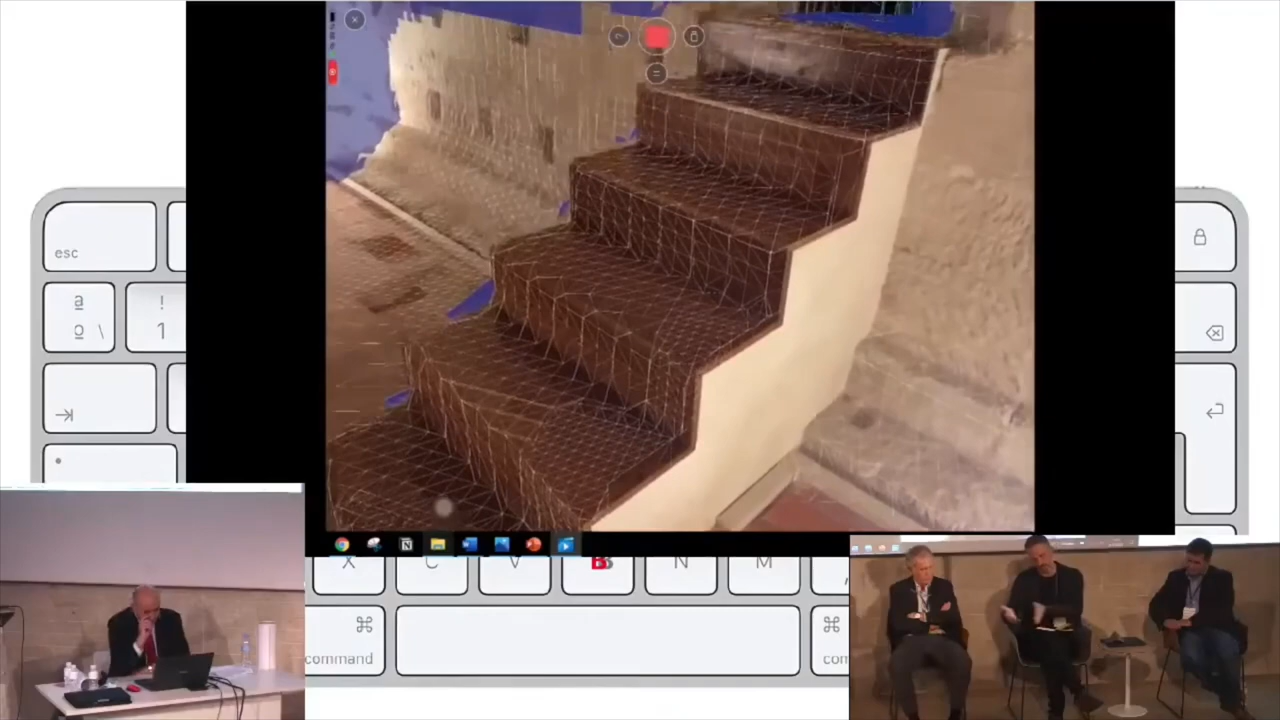 esc
ª
º \
!
1
X C V B N M ,
⌘ ⌘
command com